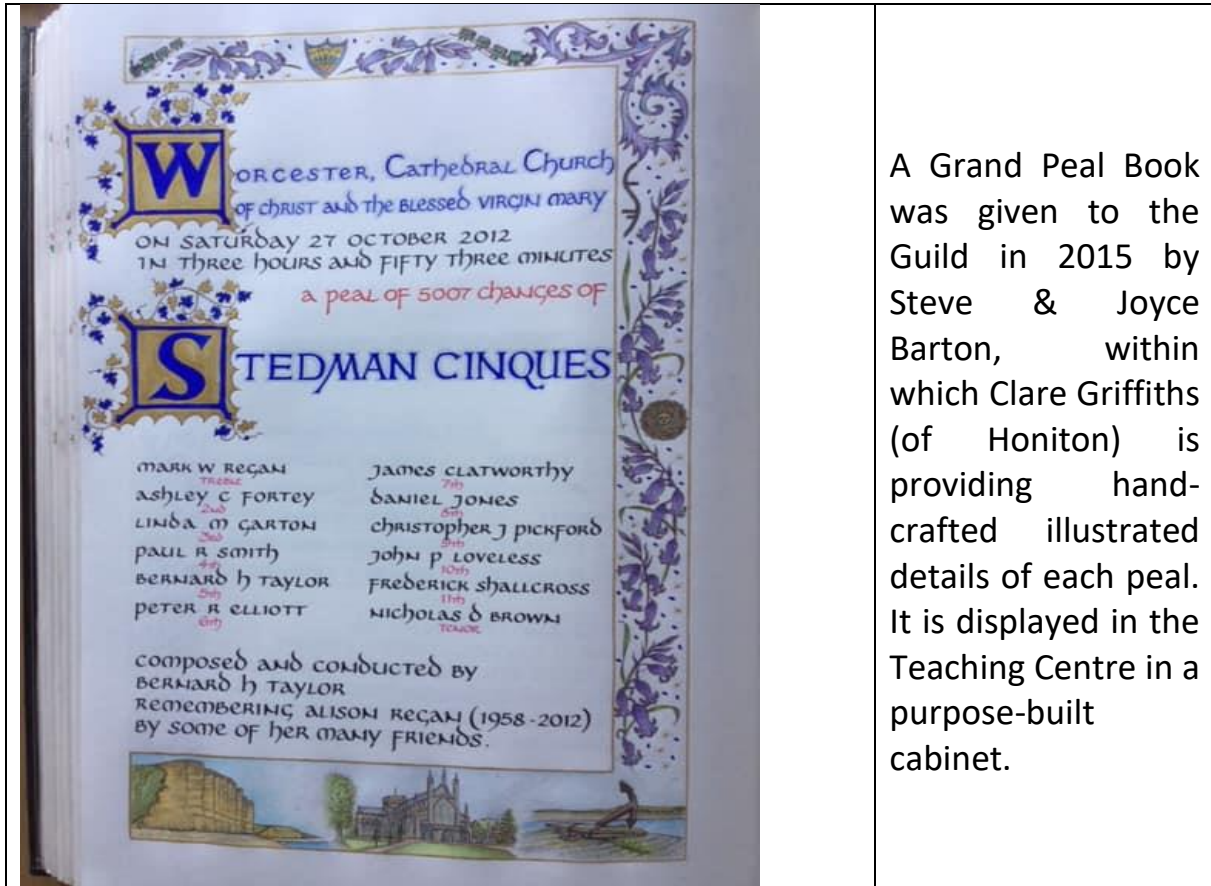 WORCESTER, CATHEDRAL CHURCH
OF CHRIST AND THE BLESSED VIRGIN MARY
ON SATURDAY 27 OCTOBER 2012
IN THREE HOURS AND FIFTY THREE MINUTES
a peal of 5007 changes of
STEDMAN CINQUES
MARK W REGAN
TREBLE
ASHLEY C FORTEY
2nd
LINDA M GARTON
3rd
PAUL R SMITH
4th
BERNARD H TAYLOR
5th
PETER R ELLIOTT
6th
JAMES CLATWORTHY
7th
DANIEL JONES
8th
CHRISTOPHER J PICKFORD
9th
JOHN P LOVELESS
10th
FREDERICK SHALLCROSS
11th
NICHOLAS D BROWN
TENOR
COMPOSED AND CONDUCTED BY
BERNARD H TAYLOR
REMEMBERING ALISON REGAN (1958-2012)
BY SOME OF HER MANY FRIENDS.
A Grand Peal Book
was given to the
Guild in 2015 by
Steve & Joyce
Barton, within
which Clare Griffiths
(of Honiton) is
providing hand-
crafted illustrated
details of each peal.
It is displayed in the
Teaching Centre in a
purpose-built
cabinet.